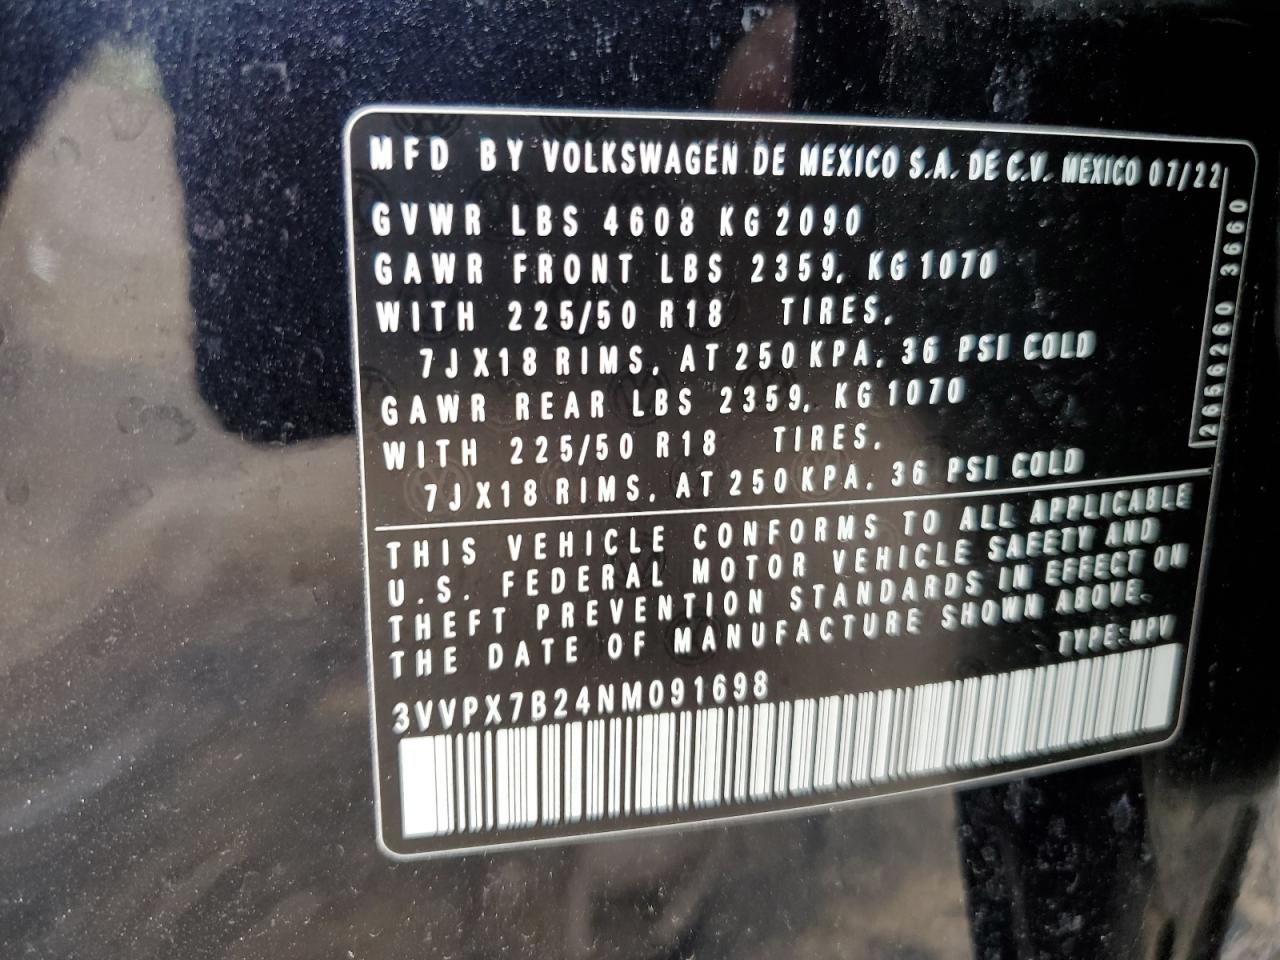 MFD BY VOLKSWAGEN DE MEXICO S.A. DE C.V. MEXICO 07/22
GVWR LBS 4608 KG 2090
GAWR FRONT LBS 2359, KG 1070
WITH 225/50 R18 TIRES,
7JX18 RIMS, AT 250 KPA, 36 PSI COLD
GAWR REAR LBS 2359, KG 1070
WITH 225/50 R18 TIRES,
7JX18 RIMS, AT 250 KPA, 36 PSI COLD
2656260 3660
THIS VEHICLE CONFORMS TO ALL APPLICABLE
U.S. FEDERAL MOTOR VEHICLE SAFETY AND
THEFT PREVENTION STANDARDS IN EFFECT ON
THE DATE OF MANUFACTURE SHOWN ABOVE.
TYPE:MPV
3VVPX7B24NM091698